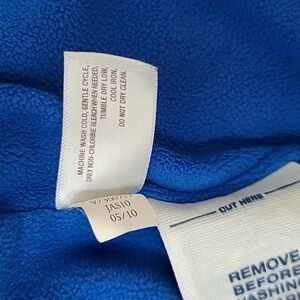 MACHINE WASH COLD, GENTLE CYCLE,
ONLY NON-CHLORINE BLEACH WHEN NEEDED,
TUMBLE DRY LOW,
COOL IRON,
DO NOT DRY CLEAN.
JAS10
05/10
CUT HERE
REMOVE
BEFORE
WASHIN